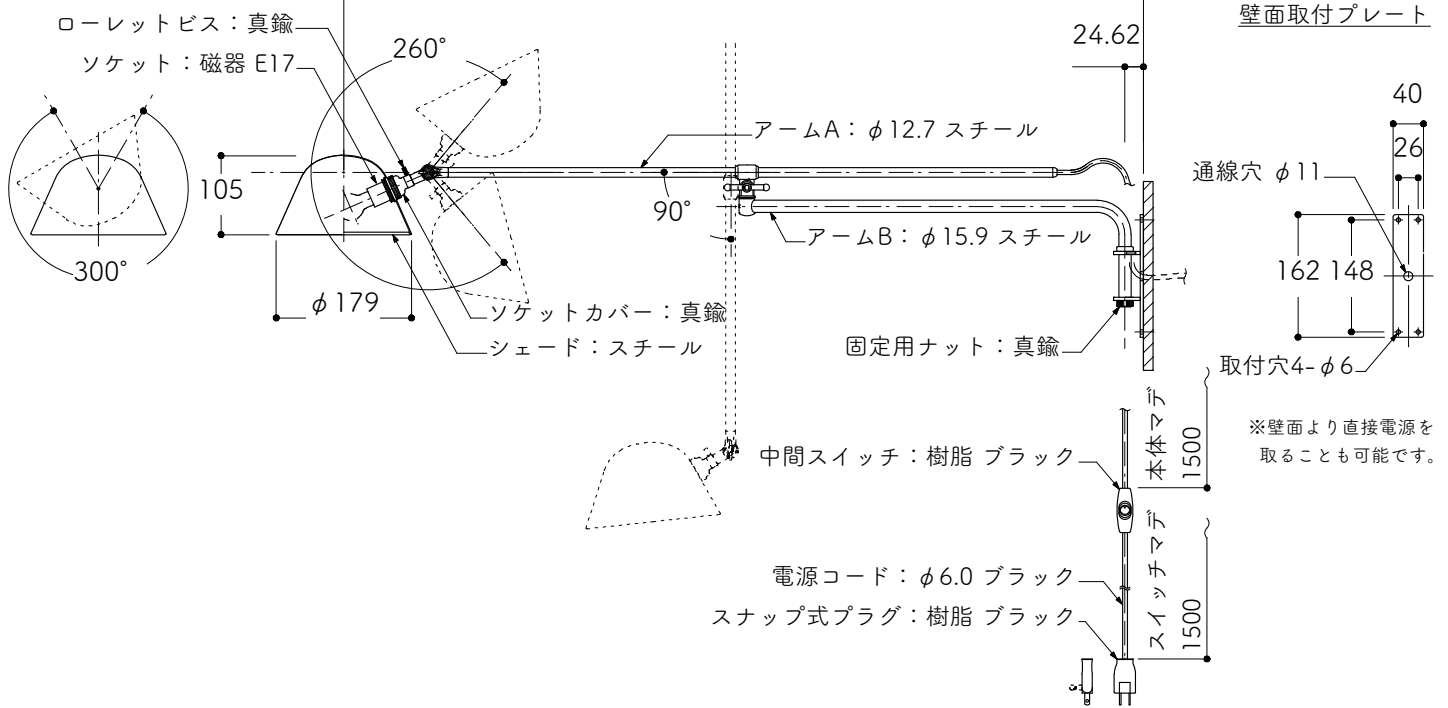 ローレットビス：真鍮
ソケット：磁器 E17
260°
24.62
壁面取付プレート
40
26
アームA：φ12.7 スチール
通線穴 φ11
105
90°
アームB：φ15.9 スチール
300°
162 148
φ179
ソケットカバー：真鍮
シェード：スチール
固定用ナット：真鍮
取付穴4-φ6
※壁面より直接電源を
取ることも可能です。
中間スイッチ：樹脂 ブラック
本体マデ
1500
電源コード：φ6.0 ブラック
スナップ式プラグ：樹脂 ブラック
スイッチマデ
1500